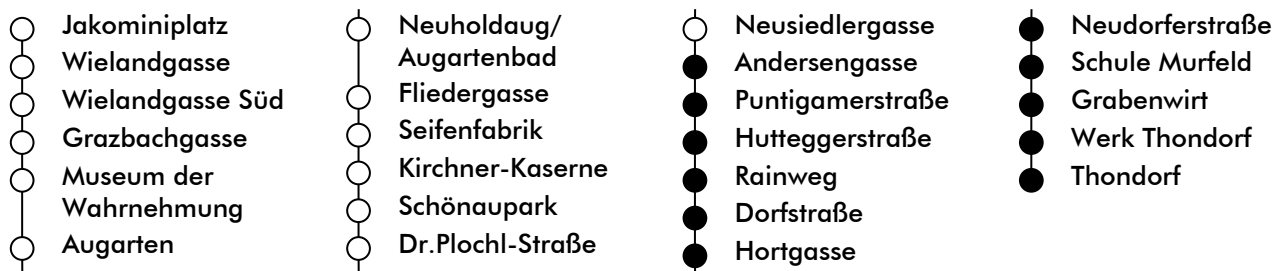 Jakominiplatz
Wielandgasse
Wielandgasse Süd
Grazbachgasse
Museum der
Wahrnehmung
Augarten
Neuholdaug/
Augartenbad
Fliedergasse
Seifenfabrik
Kirchner-Kaserne
Schönaupark
Dr.Plochl-Straße
Neusiedlergasse
Andersengasse
Puntigamerstraße
Hutteggerstraße
Rainweg
Dorfstraße
Hortgasse
Neudorferstraße
Schule Murfeld
Grabenwirt
Werk Thondorf
Thondorf